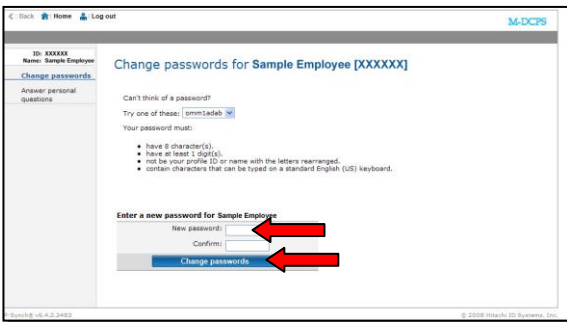 Back Home Log out
M-DCPS
ID: XXXXXX
Name: Sample Employee
Change passwords
Answer personal
questions
Change passwords for Sample Employee [XXXXXX]
Can't think of a password?
Try one of these: omm1adab
Your password must:
• have 8 character(s).
• have at least 1 digit(s).
• not be your profile ID or name with the letters rearranged.
• contain characters that can be typed on a standard English (US) keyboard.
Enter a new password for Sample Employee
New password:
Confirm:
Change passwords
P-Synch® v6.4.2.3483
© 2008 Hitachi ID Systems, Inc.